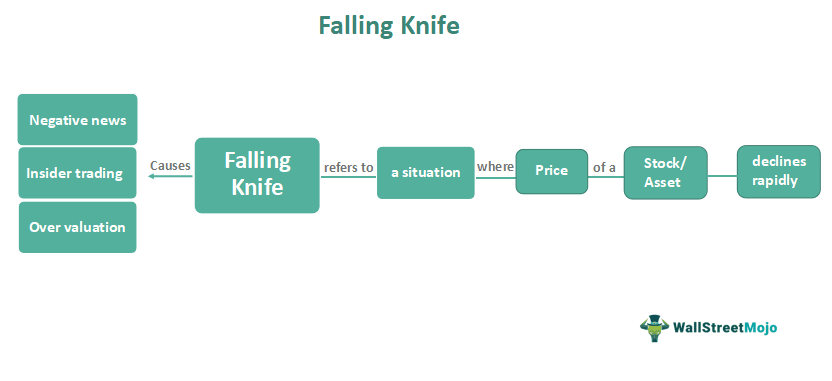 Falling Knife
Negative news
Insider trading
Over valuation
Causes
Falling
Knife
refers to
a situation
where
Price
of a
Stock/
Asset
declines
rapidly
WallStreetMojo